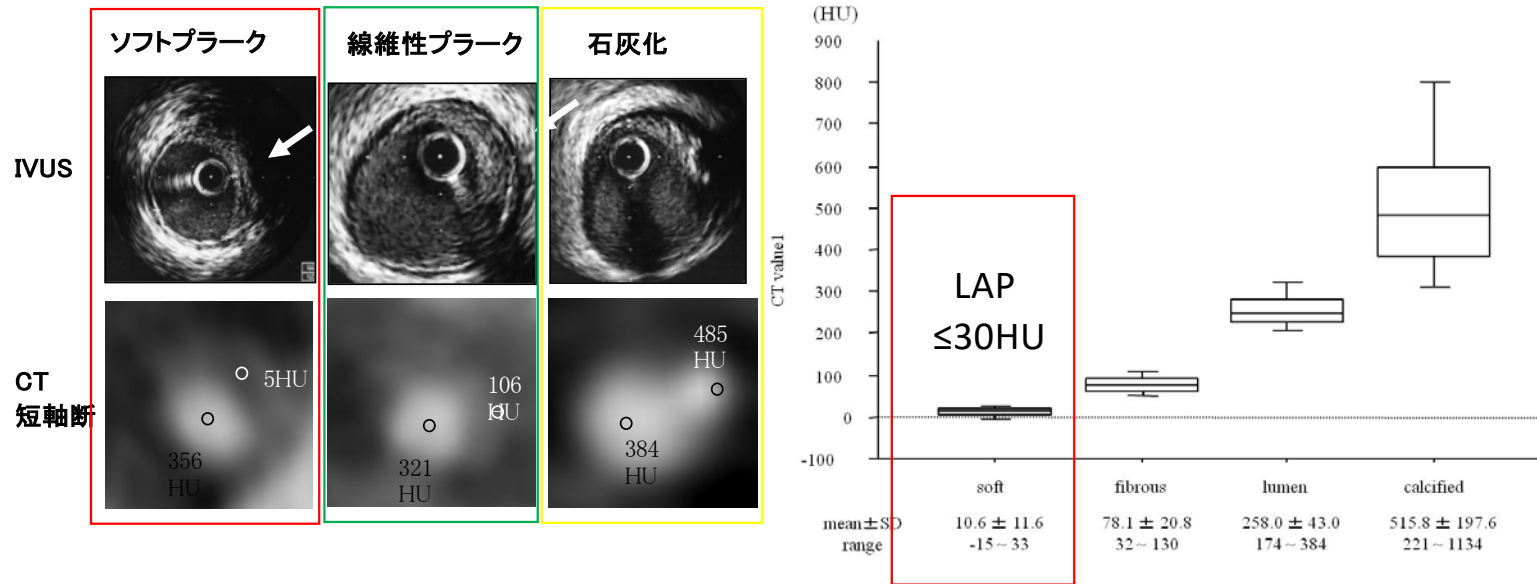 ソフトプラーク
線維性プラーク
石灰化
IVUS
CT
短軸断
5HU
356
HU
106
HU
321
HU
485
HU
384
HU
(HU)
900
800
700
600
500
400
300
200
100
0
-100
CT value1
LAP
≤30HU
soft fibrous lumen calcified
mean±SD 10.6 ± 11.6 78.1 ± 20.8 258.0 ± 43.0 515.8 ± 197.6
range -15~33 32~130 174~384 221~1134